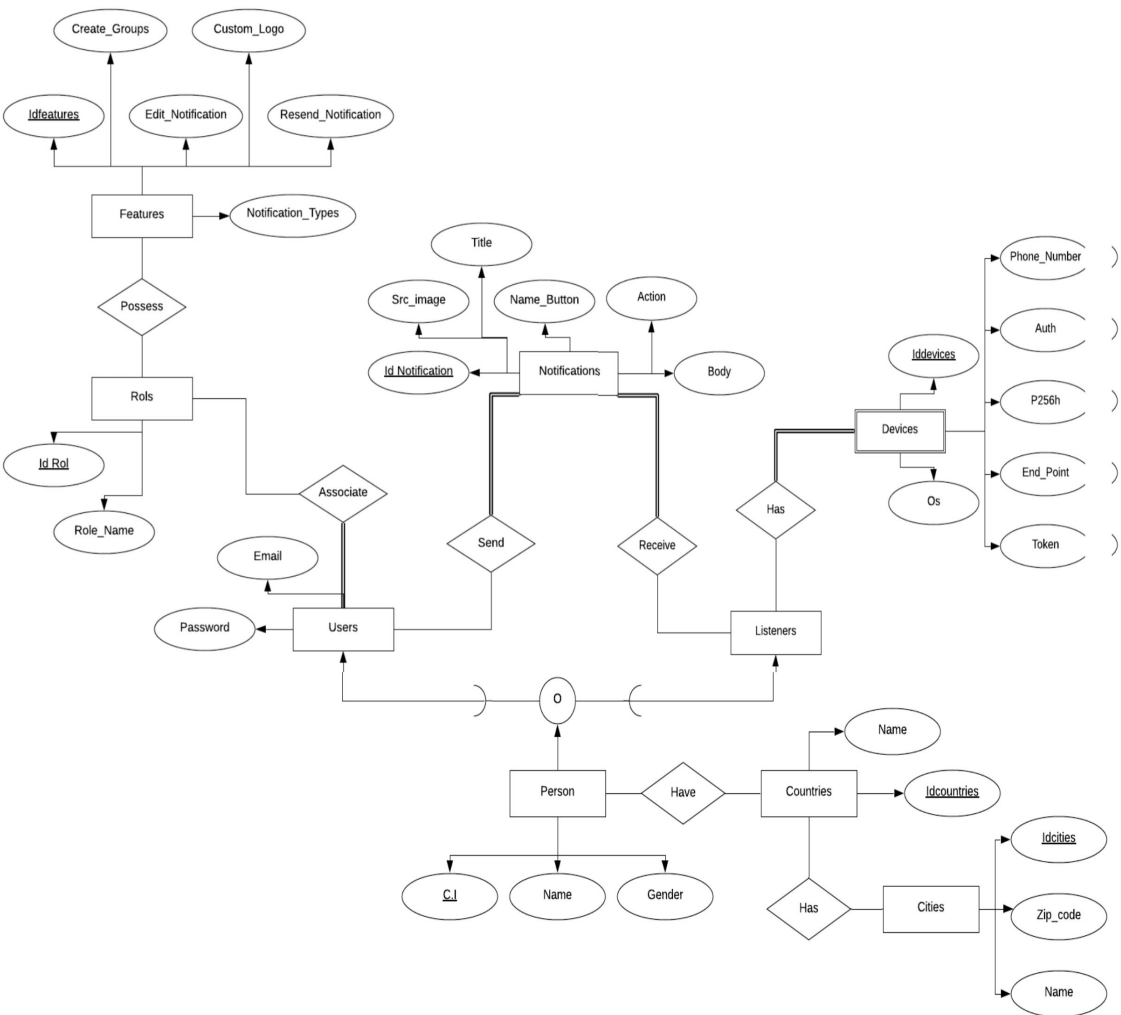 Create_Groups
Custom_Logo
Idfeatures
Edit_Notification
Resend_Notification
Features
Notification_Types
Possess
Title
Src_image
Name_Button
Action
Id Notification
Notifications
Body
Phone_Number
Auth
Iddevices
P256h
Devices
End_Point
Os
Token
Rols
Id Rol
Role_Name
Associate
Email
Send
Receive
Has
Password
Users
Listeners
O
Name
Person
Have
Countries
Idcountries
C.I
Name
Gender
Has
Cities
Idcities
Zip_code
Name